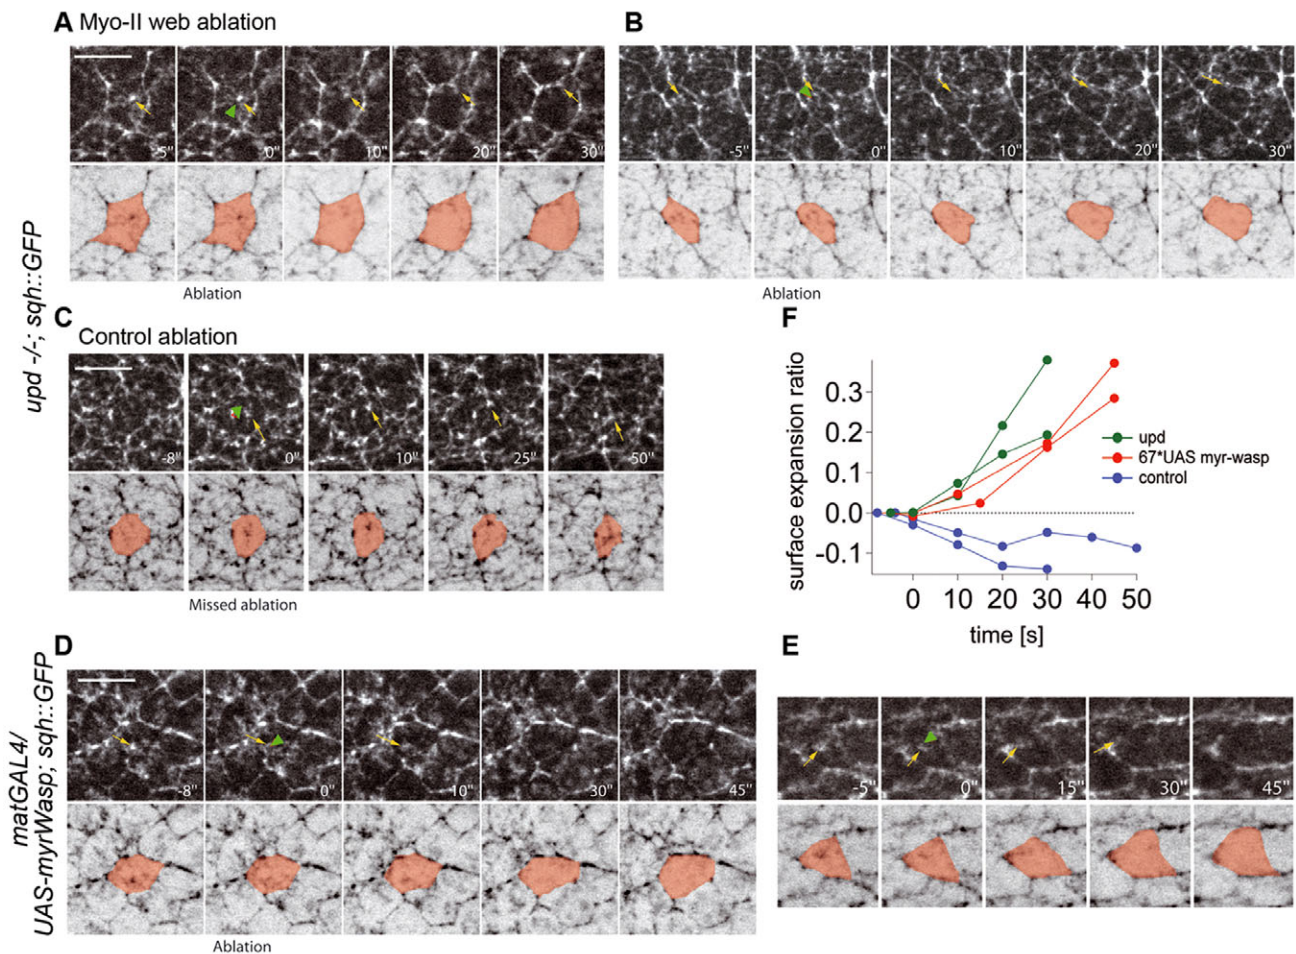 A Myo-II web ablation
B
-5" 0" 10" 20" 30"
-5" 0" 10" 20" 30"
Ablation
Ablation
upd -/-; sqh::GFP
C Control ablation
-8" 0" 10" 25" 50"
Missed ablation
F
surface expansion ratio
0.3
0.2
0.1
0.0
-0.1
0 10 20 30 40 50
time [s]
upd
67*UAS myr-wasp
control
D
matGAL4/
UAS-myrWasp; sqh::GFP
-8" 0" 10" 30" 45"
Ablation
E
-5" 0" 15" 30" 45"